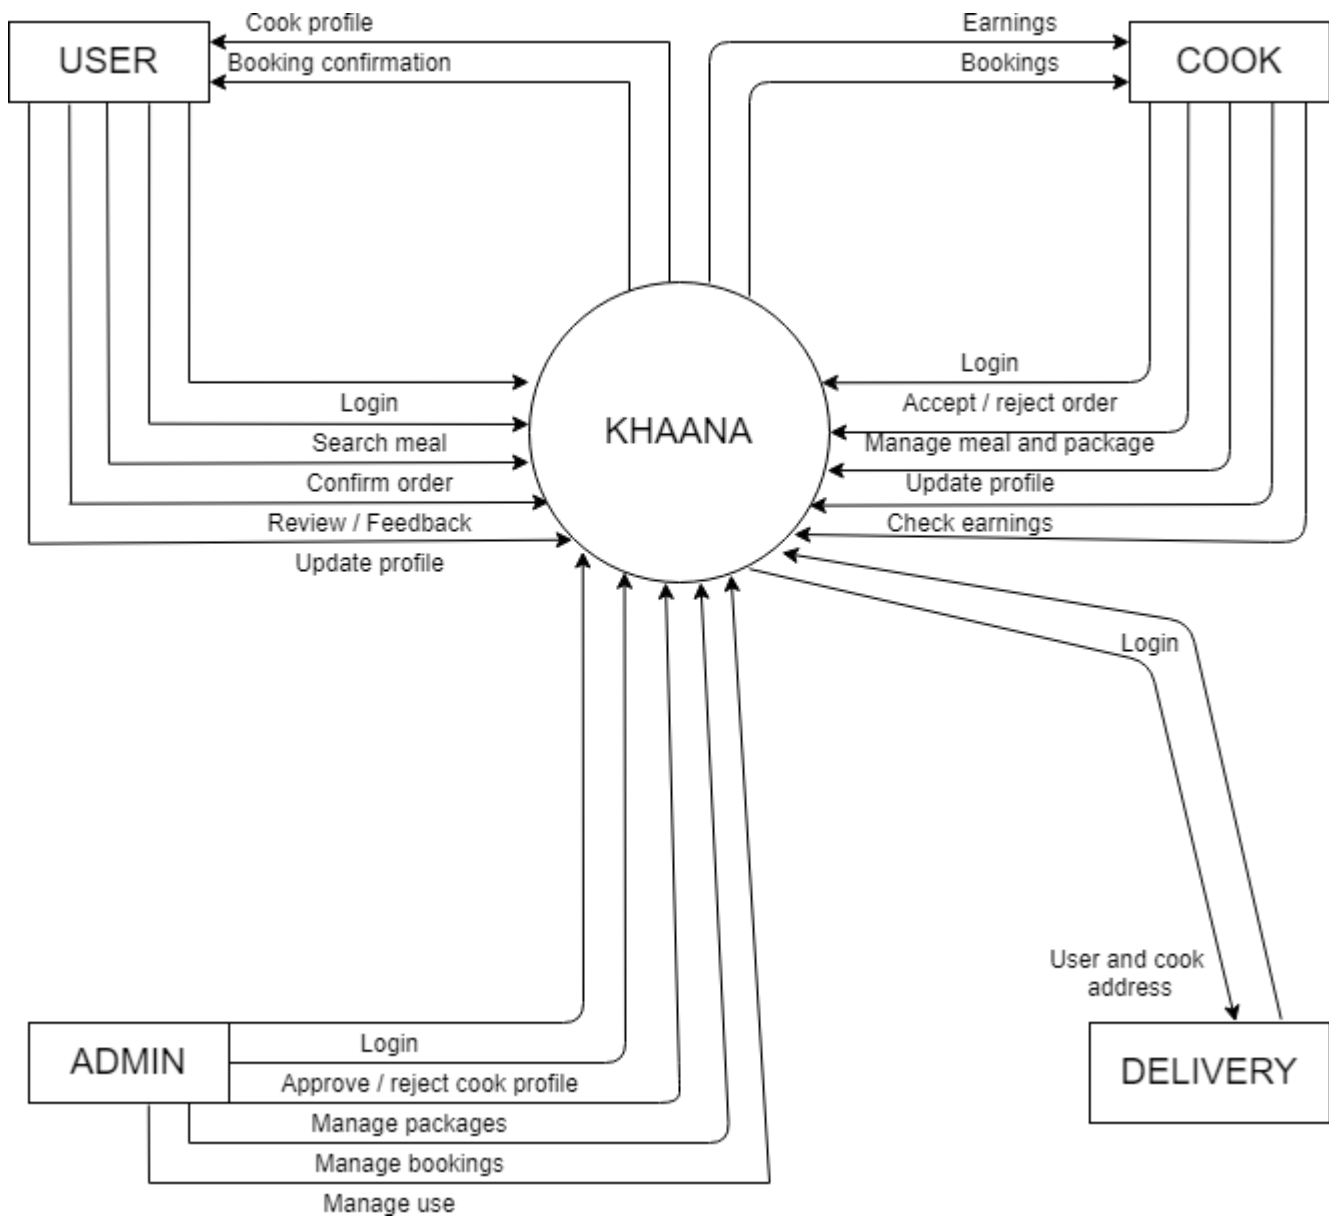 Cook profile
Earnings
USER
Booking confirmation
Bookings
COOK
Login
Login
Accept / reject order
KHAANA
Search meal
Manage meal and package
Confirm order
Update profile
Review / Feedback
Check earnings
Update profile
Login
User and cook
address
Login
ADMIN
DELIVERY
Approve / reject cook profile
Manage packages
Manage bookings
Manage use